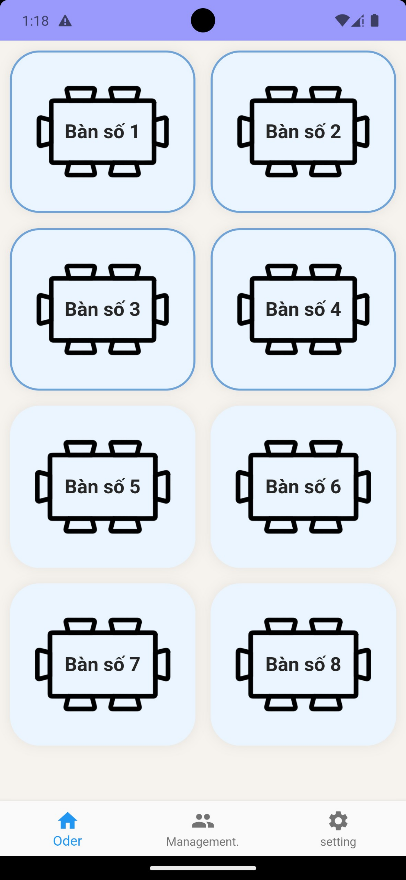 1:18
Bàn số 1
Bàn số 2
Bàn số 3
Bàn số 4
Bàn số 5
Bàn số 6
Bàn số 7
Bàn số 8
Oder
Management.
setting